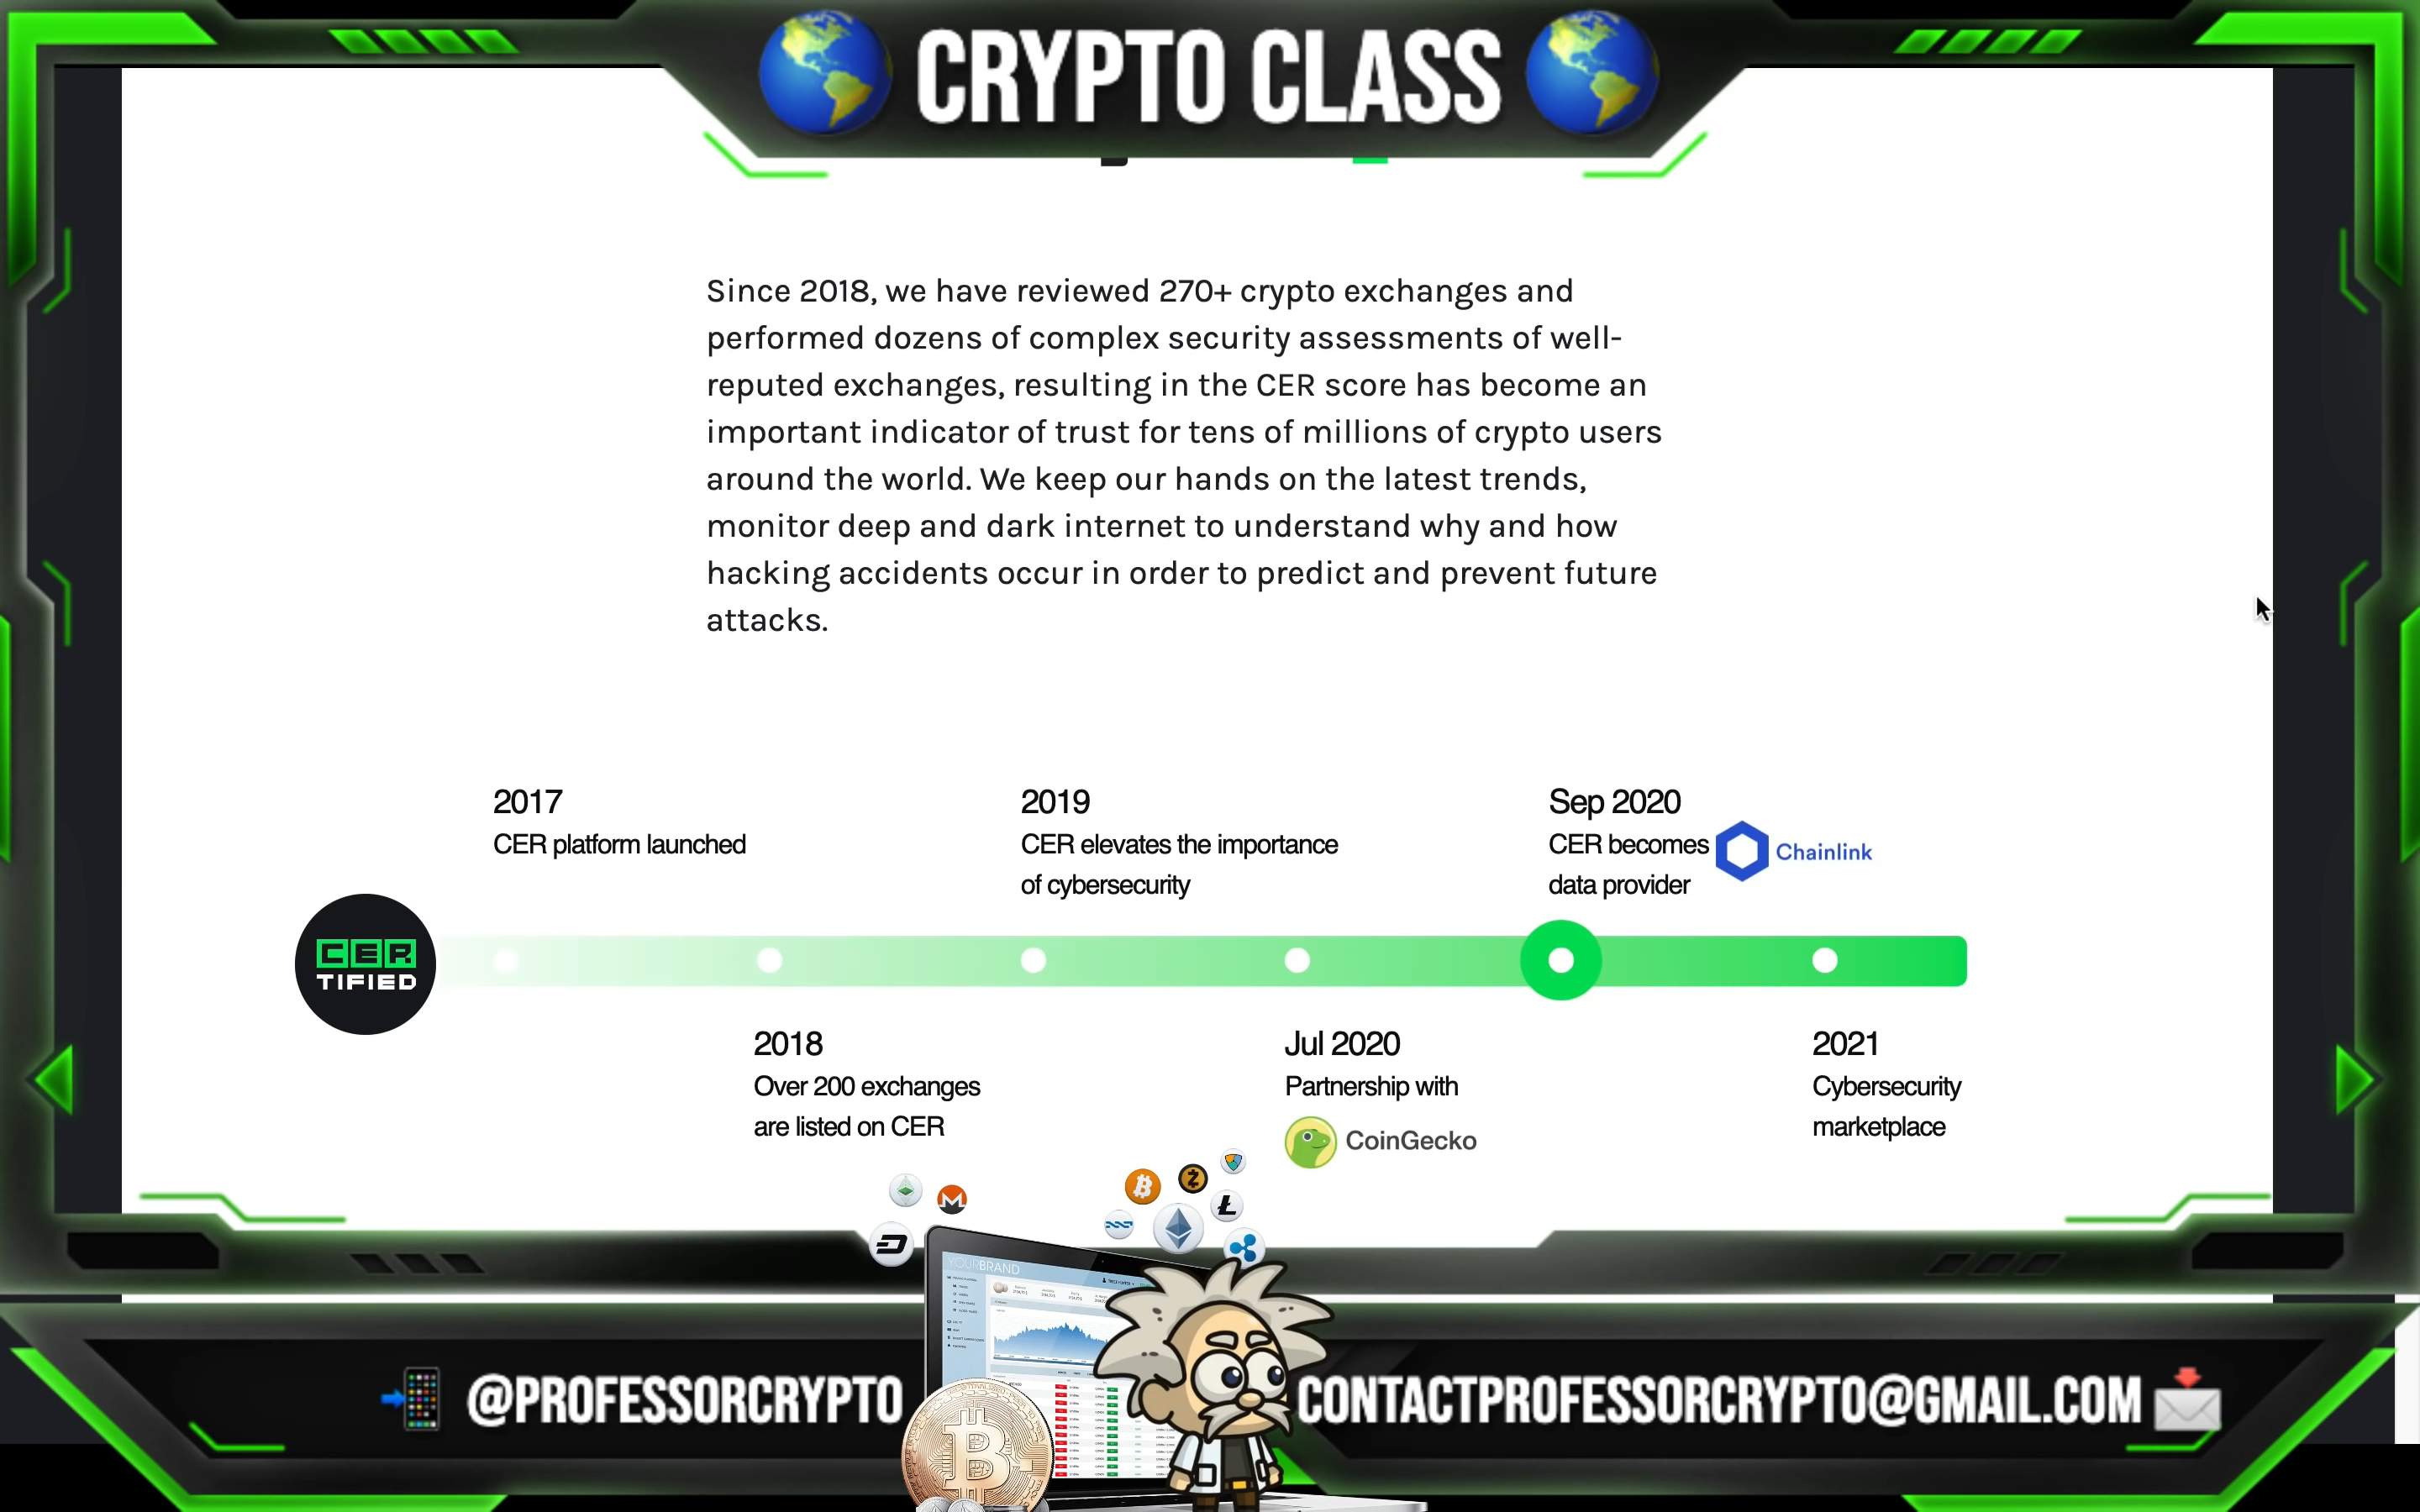 CRYPTO CLASS
Since 2018, we have reviewed 270+ crypto exchanges and
performed dozens of complex security assessments of well-
reputed exchanges, resulting in the CER score has become an
important indicator of trust for tens of millions of crypto users
around the world. We keep our hands on the latest trends,
monitor deep and dark internet to understand why and how
hacking accidents occur in order to predict and prevent future
attacks.
2017
CER platform launched
2019
CER elevates the importance
of cybersecurity
Sep 2020
CER becomes
data provider
Chainlink
CER
TIFIED
2018
Over 200 exchanges
are listed on CER
Jul 2020
Partnership with
CoinGecko
2021
Cybersecurity
marketplace
YOURBRAND
@PROFESSORCRYPTO
CONTACTPROFESSORCRYPTO@GMAIL.COM